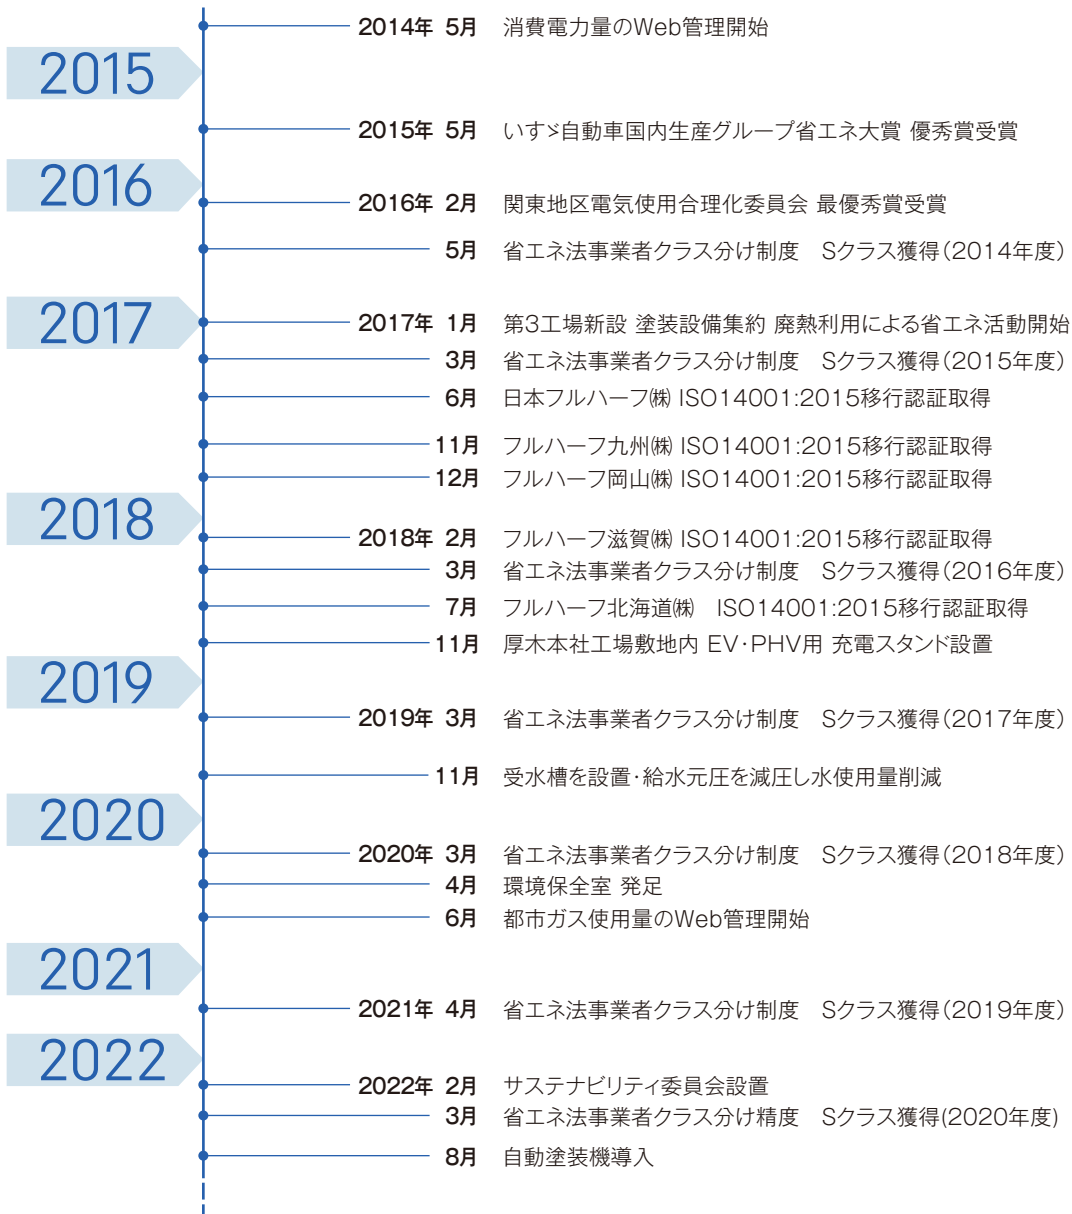 2014年 5月 消費電力量のWeb管理開始
2015
2015年 5月 いすゞ自動車国内生産グループ省エネ大賞 優秀賞受賞
2016
2016年 2月 関東地区電気使用合理化委員会 最優秀賞受賞
5月 省エネ法事業者クラス分け制度　Sクラス獲得(2014年度)
2017
2017年 1月 第3工場新設 塗装設備集約 廃熱利用による省エネ活動開始
3月 省エネ法事業者クラス分け制度　Sクラス獲得(2015年度)
6月 日本フルハーフ㈱ ISO14001:2015移行認証取得
11月 フルハーフ九州㈱ ISO14001:2015移行認証取得
12月 フルハーフ岡山㈱ ISO14001:2015移行認証取得
2018
2018年 2月 フルハーフ滋賀㈱ ISO14001:2015移行認証取得
3月 省エネ法事業者クラス分け制度　Sクラス獲得(2016年度)
7月 フルハーフ北海道㈱　ISO14001:2015移行認証取得
11月 厚木本社工場敷地内 EV・PHV用 充電スタンド設置
2019
2019年 3月 省エネ法事業者クラス分け制度　Sクラス獲得(2017年度)
11月 受水槽を設置・給水元圧を減圧し水使用量削減
2020
2020年 3月 省エネ法事業者クラス分け制度　Sクラス獲得(2018年度)
4月 環境保全室 発足
6月 都市ガス使用量のWeb管理開始
2021
2021年 4月 省エネ法事業者クラス分け制度　Sクラス獲得(2019年度)
2022
2022年 2月 サステナビリティ委員会設置
3月 省エネ法事業者クラス分け精度　Sクラス獲得(2020年度)
8月 自動塗装機導入